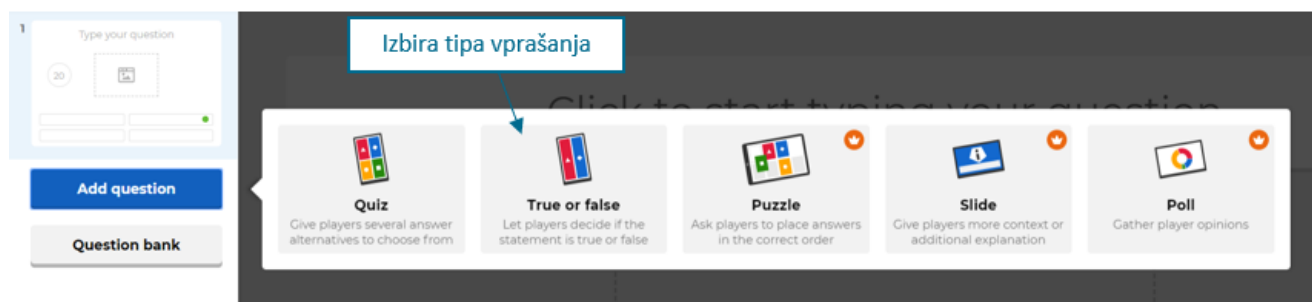 1
Type your question
20
Izbira tipa vprašanja
Click to start typing your question
Add question
Question bank
Quiz
Give players several answer
alternatives to choose from
True or false
Let players decide if the
statement is true or false
Puzzle
Ask players to place answers
in the correct order
Slide
Give players more context or
additional explanation
Poll
Gather player opinions